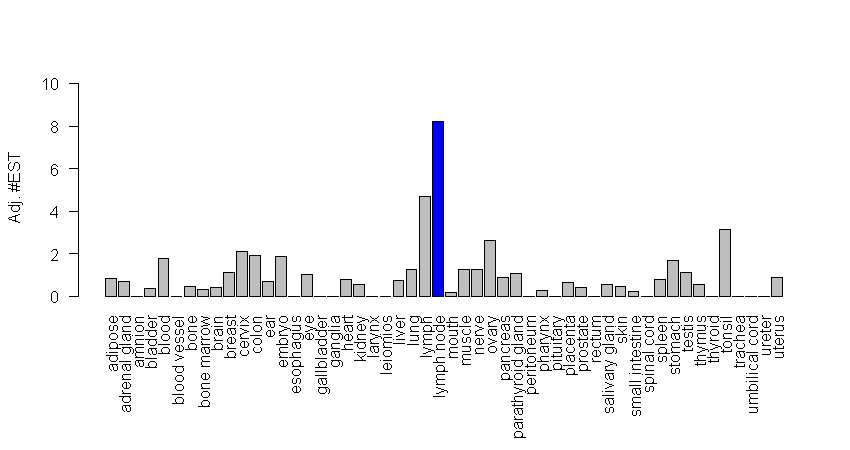 Adj. #EST
10
8
6
4
2
0
adipose
adrenal gland
amnion
bladder
blood
blood vessel
bone
bone marrow
brain
breast
cervix
colon
ear
embryo
esophagus
eye
gallbladder
ganglia
heart
kidney
larynx
leiomios
liver
lung
lymph
lymph node
mouth
muscle
nerve
ovary
pancreas
parathyroid gland
peritoneum
pharynx
pituitary
placenta
prostate
rectum
salivary gland
skin
small intestine
spinal cord
spleen
stomach
testis
thymus
thyroid
tonsil
trachea
umbilical cord
ureter
uterus